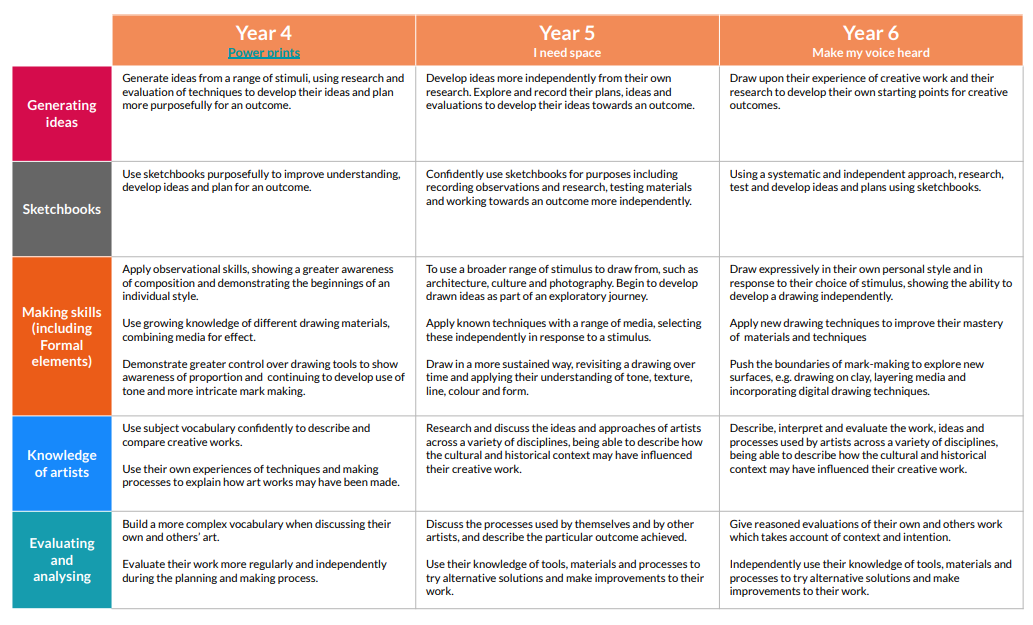 Year 4
Power prints
Year 5
I need space
Year 6
Make my voice heard
Generating
ideas
Generate ideas from a range of stimuli, using research and
evaluation of techniques to develop their ideas and plan
more purposefully for an outcome.
Develop ideas more independently from their own
research. Explore and record their plans, ideas and
evaluations to develop their ideas towards an outcome.
Draw upon their experience of creative work and their
research to develop their own starting points for creative
outcomes.
Sketchbooks
Use sketchbooks purposefully to improve understanding,
develop ideas and plan for an outcome.
Confidently use sketchbooks for purposes including
recording observations and research, testing materials
and working towards an outcome more independently.
Using a systematic and independent approach, research,
test and develop ideas and plans using sketchbooks.
Making skills
(including
Formal
elements)
Apply observational skills, showing a greater awareness
of composition and demonstrating the beginnings of an
individual style.
Use growing knowledge of different drawing materials,
combining media for effect.
Demonstrate greater control over drawing tools to show
awareness of proportion and continuing to develop use of
tone and more intricate mark making.
To use a broader range of stimulus to draw from, such as
architecture, culture and photography. Begin to develop
drawn ideas as part of an exploratory journey.
Apply known techniques with a range of media, selecting
these independently in response to a stimulus.
Draw in a more sustained way, revisiting a drawing over
time and applying their understanding of tone, texture,
line, colour and form.
Draw expressively in their own personal style and in
response to their choice of stimulus, showing the ability to
develop a drawing independently.
Apply new drawing techniques to improve their mastery
of materials and techniques
Push the boundaries of mark-making to explore new
surfaces, e.g. drawing on clay, layering media and
incorporating digital drawing techniques.
Knowledge
of artists
Use subject vocabulary confidently to describe and
compare creative works.
Use their own experiences of techniques and making
processes to explain how art works may have been made.
Research and discuss the ideas and approaches of artists
across a variety of disciplines, being able to describe how
the cultural and historical context may have influenced
their creative work.
Describe, interpret and evaluate the work, ideas and
processes used by artists across a variety of disciplines,
being able to describe how the cultural and historical
context may have influenced their creative work.
Evaluating
and
analysing
Build a more complex vocabulary when discussing their
own and others' art.
Evaluate their work more regularly and independently
during the planning and making process.
Discuss the processes used by themselves and by other
artists, and describe the particular outcome achieved.
Use their knowledge of tools, materials and processes to
try alternative solutions and make improvements to their
work.
Give reasoned evaluations of their own and others work
which takes account of context and intention.
Independently use their knowledge of tools, materials and
processes to try alternative solutions and make
improvements to their work.